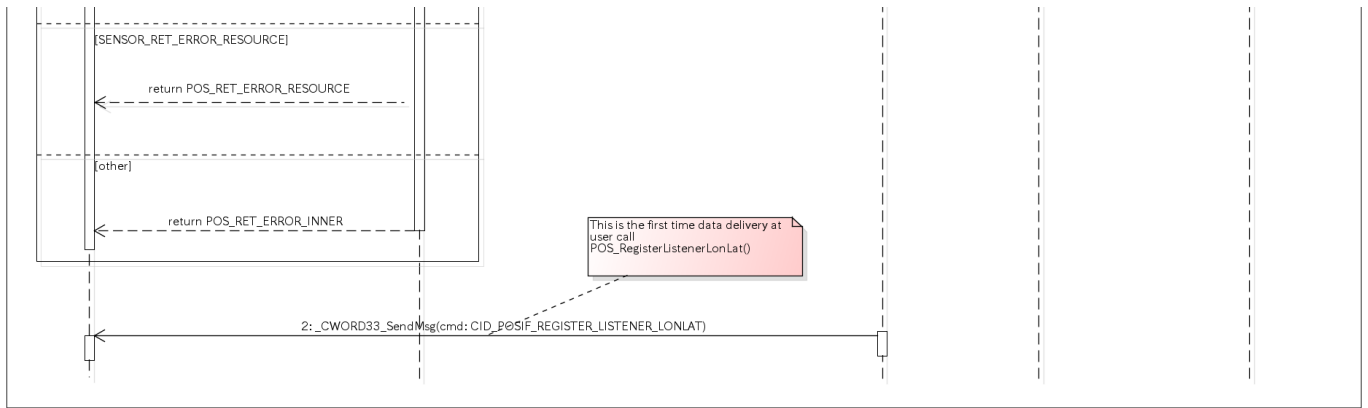 [SENSOR_RET_ERROR_RESOURCE]
return POS_RET_ERROR_RESOURCE
[other]
return POS_RET_ERROR_INNER
This is the first time data delivery at
user call
POS_RegisterListenerLonLat()
2: _CWORD33_SendMsg(cmd: CID_POSIF_REGISTER_LISTENER_LONLAT)